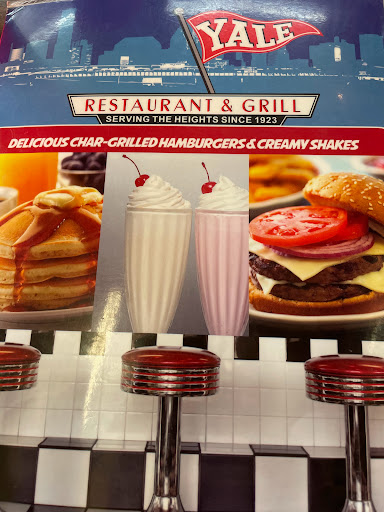 YALE
RESTAURANT & GRILL
SERVING THE HEIGHTS SINCE 1923
DELICIOUS CHAR-GRILLED HAMBURGERS & CREAMY SHAKES